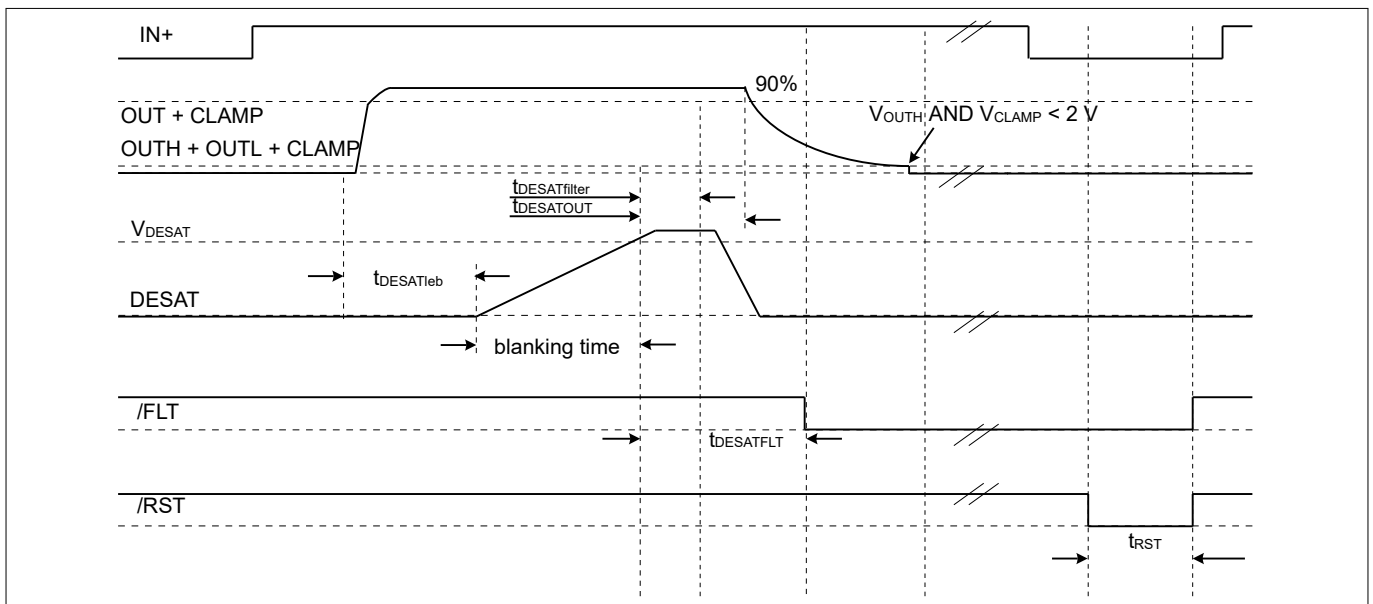 IN+
90%
OUT + CLAMP
VOUTH AND VCLAMP < 2 V
OUTH + OUTL + CLAMP
tDESATfilter
tDESATOUT
VDESAT
tDESATleb
DESAT
blanking time
/FLT
tDESATFLT
/RST
tRST